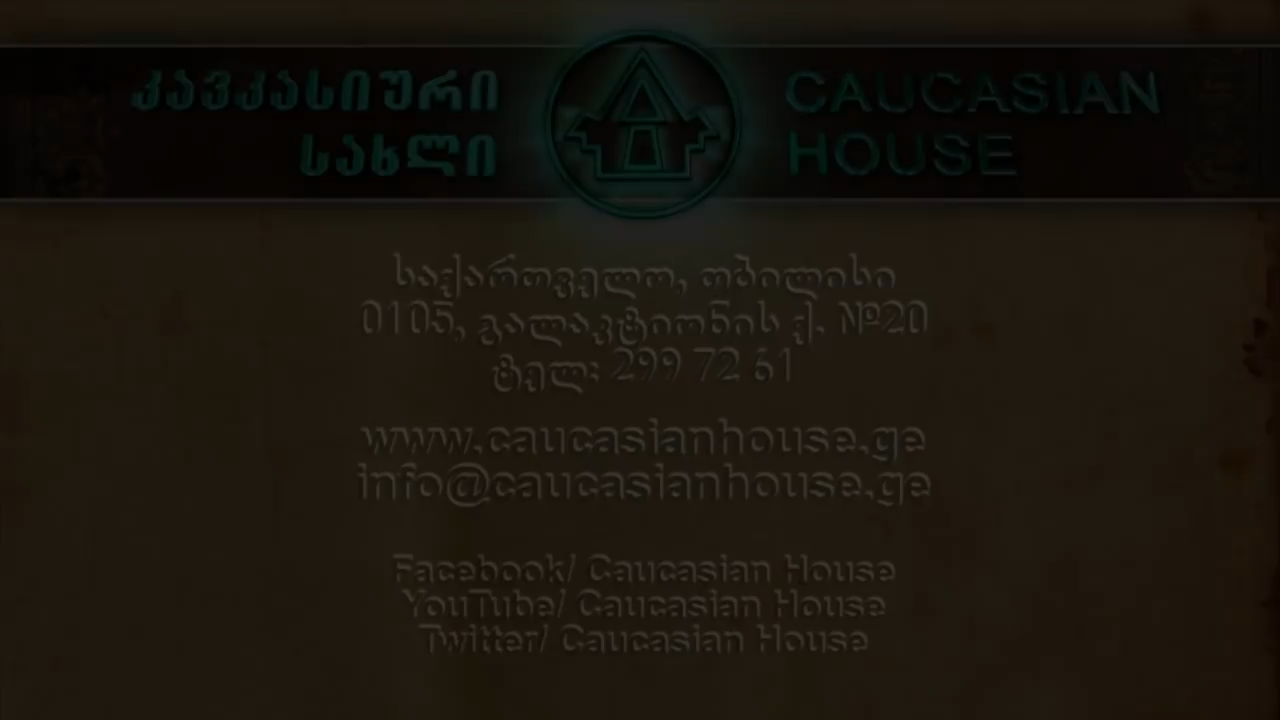 კავკასიური
სახლი
CAUCASIAN
HOUSE
საქართველო, თბილისი
0105, გალაკტიონის ქ. №20
ტელ: 299 72 61
www.caucasianhouse.ge
info@caucasianhouse.ge
Facebook/ Caucasian House
YouTube/ Caucasian House
Twitter/ Caucasian House